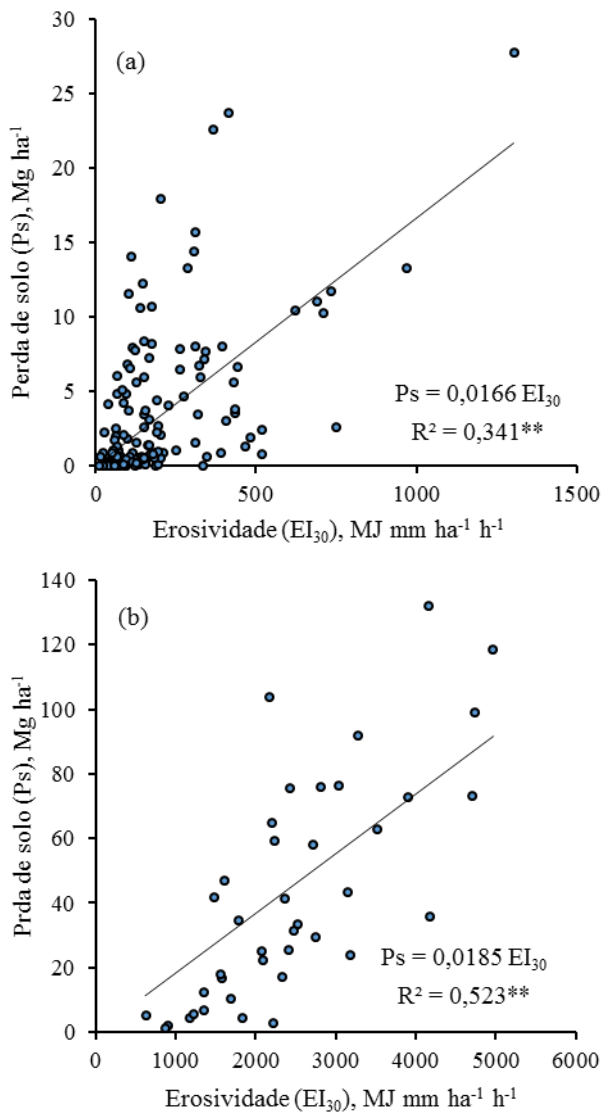 30
(a)
25
20
15
10
5
0
Perda de solo (Ps), Mg ha⁻¹
Ps = 0,0166 EI₃₀
R² = 0,341**
0 500 1000 1500
Erosividade (EI₃₀), MJ mm ha⁻¹ h⁻¹
140
(b)
120
100
80
60
40
20
0
Prda de solo (Ps), Mg ha⁻¹
Ps = 0,0185 EI₃₀
R² = 0,523**
0 1000 2000 3000 4000 5000 6000
Erosividade (EI₃₀), MJ mm ha⁻¹ h⁻¹